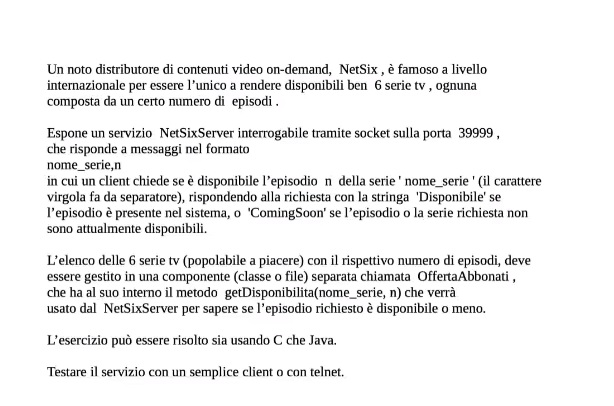 Un noto distributore di contenuti video on-demand,  NetSix , è famoso a livello
internazionale per essere l'unico a rendere disponibili ben  6 serie tv , ognuna
composta da un certo numero di  episodi .
Espone un servizio  NetSixServer interrogabile tramite socket sulla porta  39999 ,
che risponde a messaggi nel formato
nome_serie,n
in cui un client chiede se è disponibile l'episodio  n  della serie ' nome_serie ' (il carattere
virgola fa da separatore), rispondendo alla richiesta con la stringa  'Disponibile' se
l'episodio è presente nel sistema, o  'ComingSoon' se l'episodio o la serie richiesta non
sono attualmente disponibili.
L'elenco delle 6 serie tv (popolabile a piacere) con il rispettivo numero di episodi, deve
essere gestito in una componente (classe o file) separata chiamata  OffertaAbbonati ,
che ha al suo interno il metodo  getDisponibilita(nome_serie, n) che verrà
usato dal  NetSixServer per sapere se l'episodio richiesto è disponibile o meno.
L'esercizio può essere risolto sia usando C che Java.
Testare il servizio con un semplice client o con telnet.